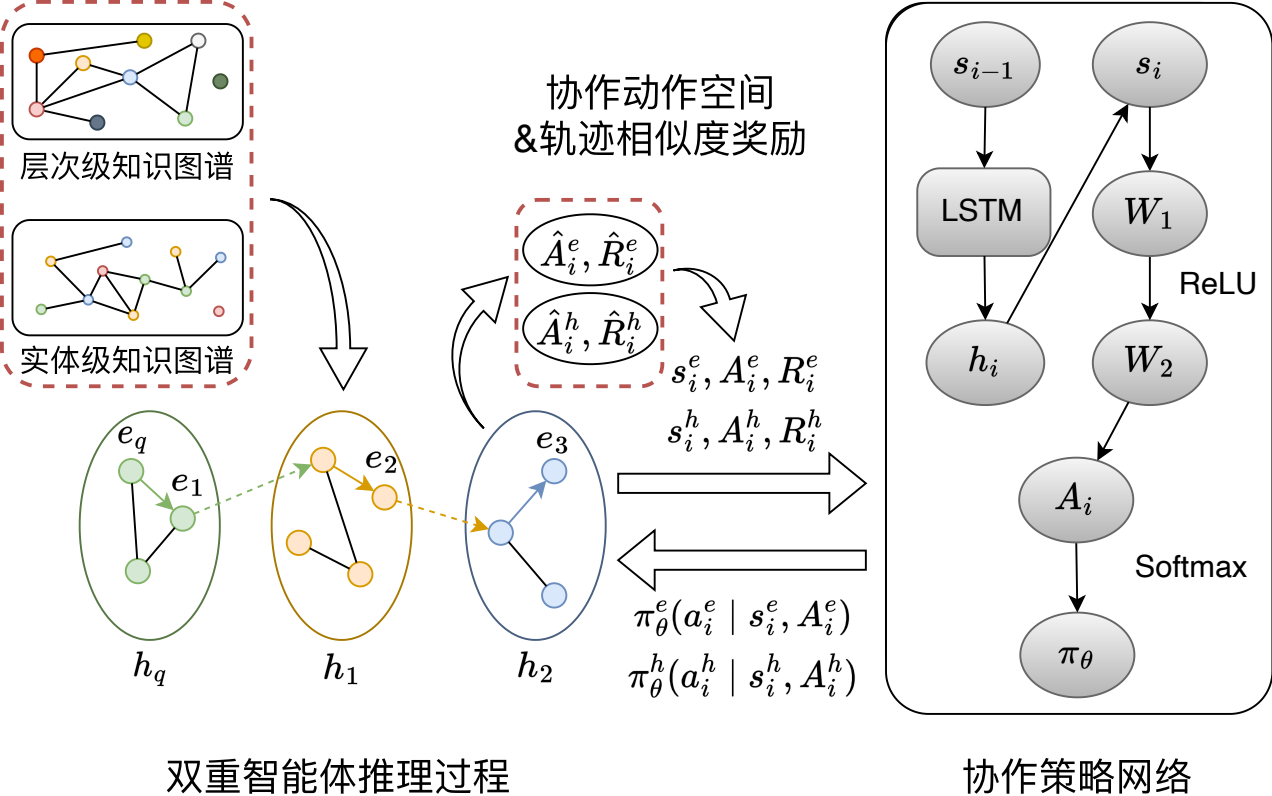 层次级知识图谱
实体级知识图谱
协作动作空间
&轨迹相似度奖励
Â_i^e, R̂_i^e
Â_i^h, R̂_i^h
s_i^e, A_i^e, R_i^e
s_i^h, A_i^h, R_i^h
e_q
e_1
e_2
e_3
h_q
h_1
h_2
π_θ^e(a_i^e | s_i^e, A_i^e)
π_θ^h(a_i^h | s_i^h, A_i^h)
双重智能体推理过程
s_{i-1}
s_i
LSTM
W_1
ReLU
h_i
W_2
A_i
Softmax
π_θ
协作策略网络